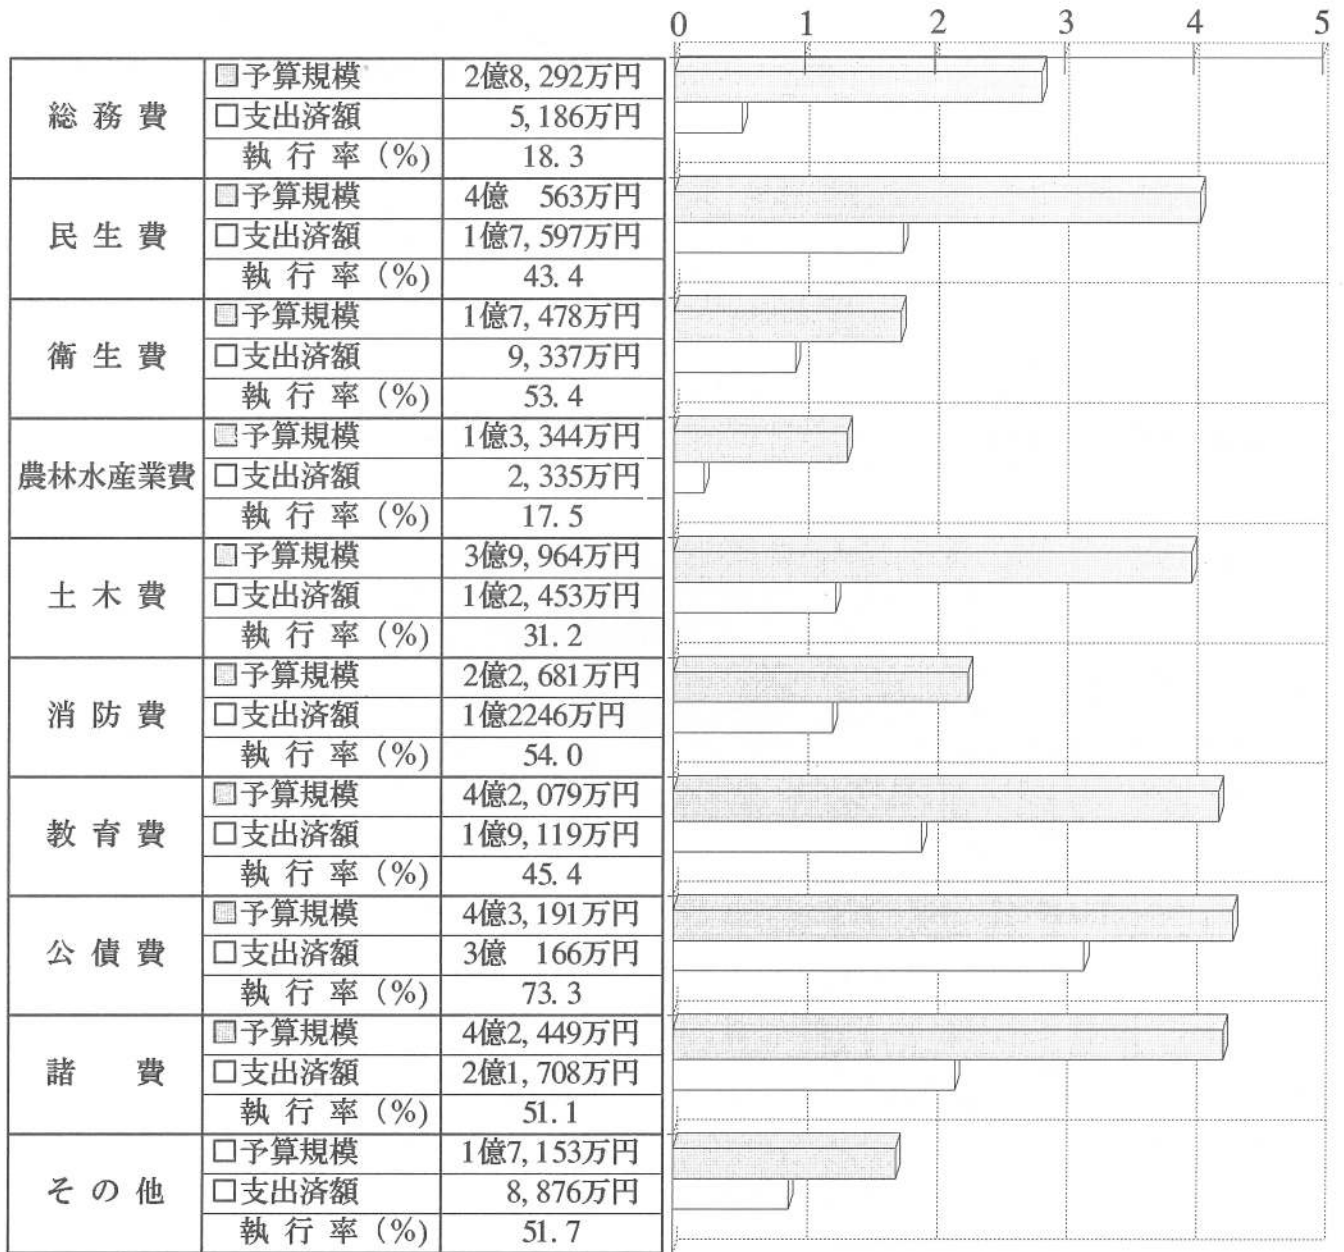 0 1 2 3 4 5
総務費
□予算規模 2億8,292万円
□支出済額 5,186万円
執行率(%) 18.3
民生費
□予算規模 4億 563万円
□支出済額 1億7,597万円
執行率(%) 43.4
衛生費
□予算規模 1億7,478万円
□支出済額 9,337万円
執行率(%) 53.4
農林水産業費
□予算規模 1億3,344万円
□支出済額 2,335万円
執行率(%) 17.5
土木費
□予算規模 3億9,964万円
□支出済額 1億2,453万円
執行率(%) 31.2
消防費
□予算規模 2億2,681万円
□支出済額 1億2246万円
執行率(%) 54.0
教育費
□予算規模 4億2,079万円
□支出済額 1億9,119万円
執行率(%) 45.4
公債費
□予算規模 4億3,191万円
□支出済額 3億 166万円
執行率(%) 73.3
諸費
□予算規模 4億2,449万円
□支出済額 2億1,708万円
執行率(%) 51.1
その他
□予算規模 1億7,153万円
□支出済額 8,876万円
執行率(%) 51.7